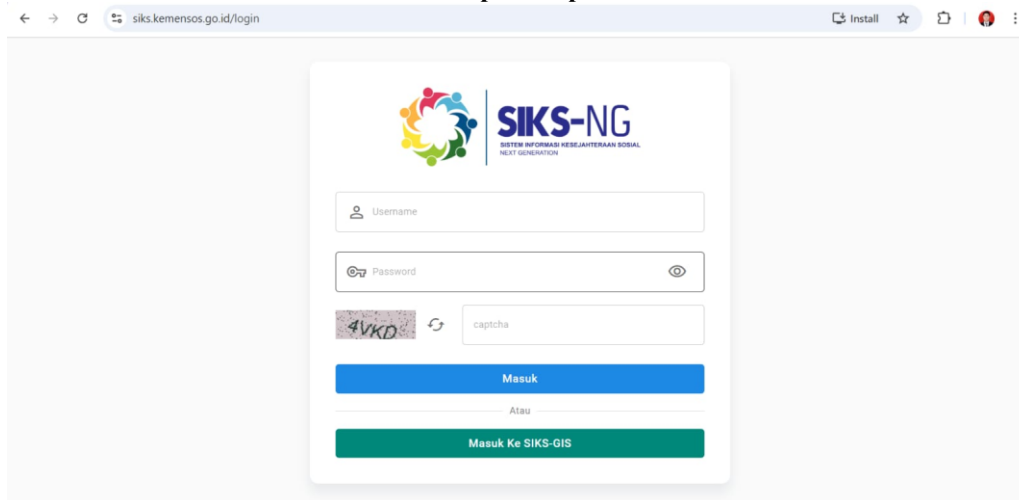 siks.kemensos.go.id/login
Install
SIKS-NG
SISTEM INFORMASI KESEJAHTERAAN SOSIAL
NEXT GENERATION
Username
Password
4VKD
captcha
Masuk
Atau
Masuk Ke SIKS-GIS